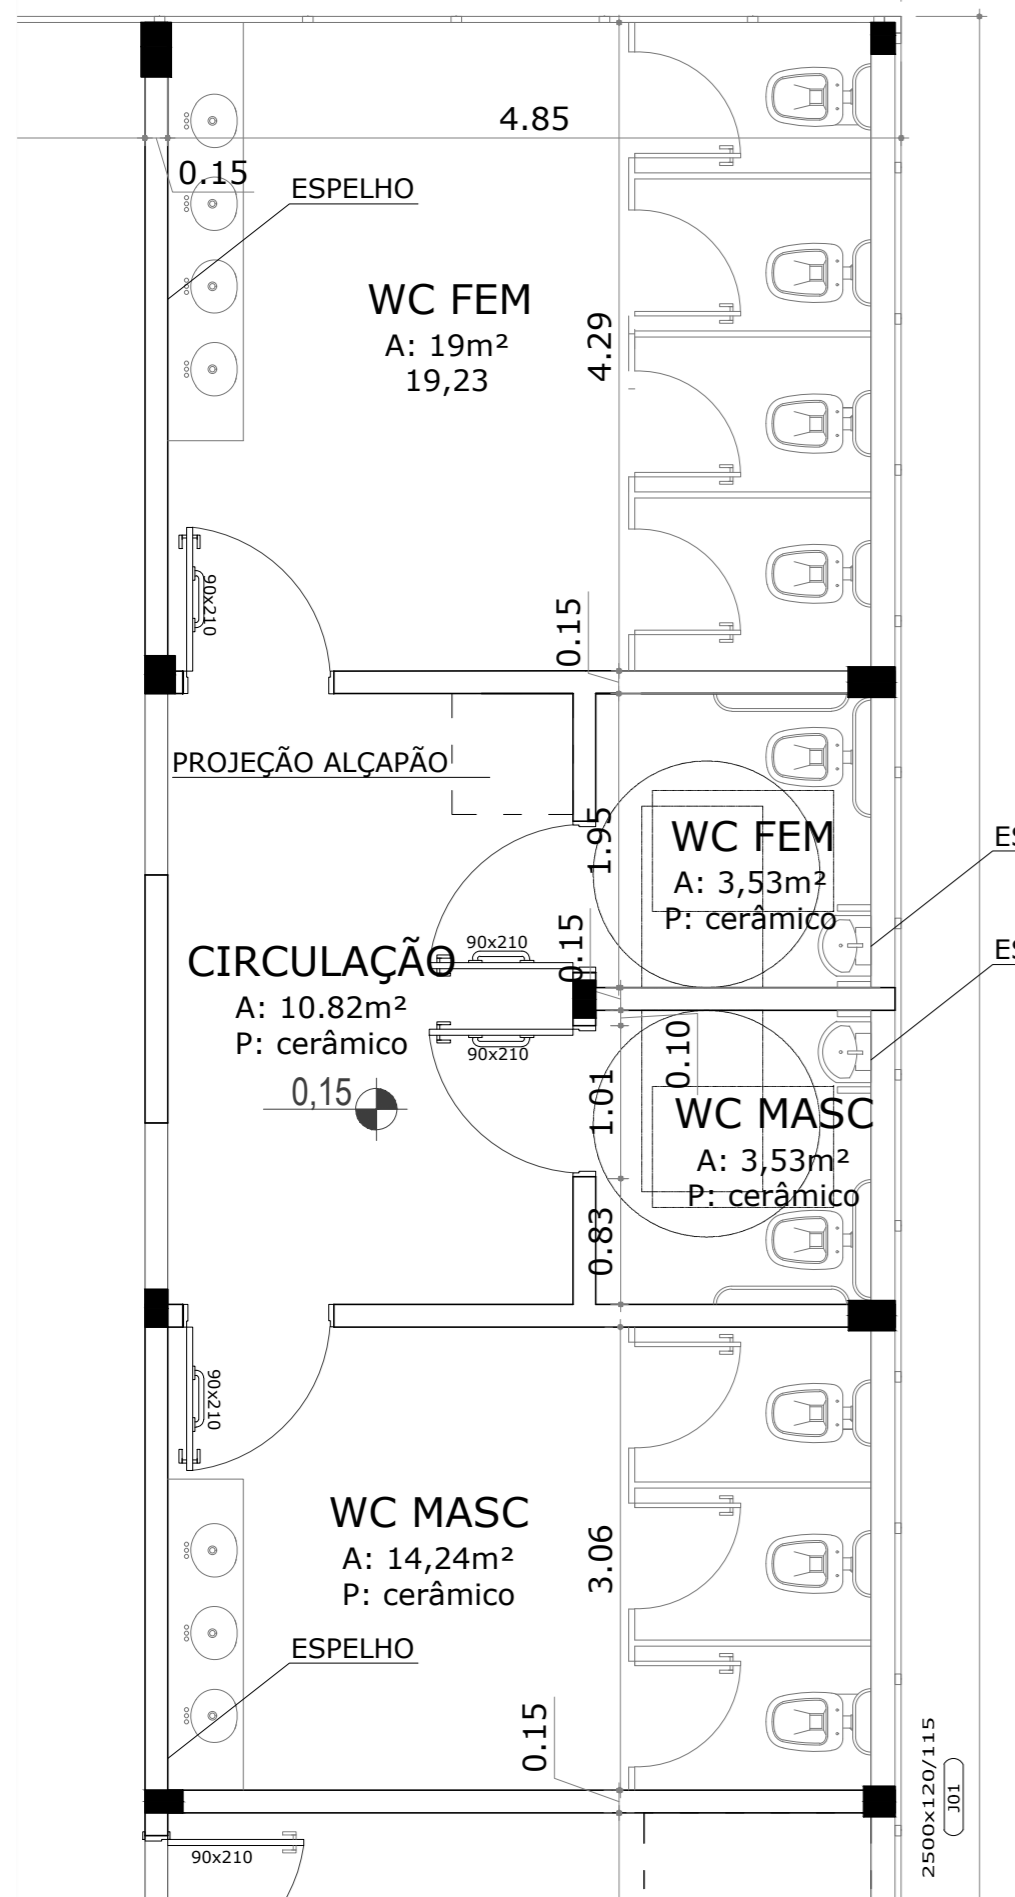 4.85
0.15
ESPELHO
WC FEM
A: 19m²
19,23
4.29
90x210
0.15
PROJEÇÃO ALÇAPÃO
1.95
WC FEM
A: 3,53m²
P: cerâmico
ES
ES
0.15
90x210
CIRCULAÇÃO
A: 10.82m²
P: cerâmico
90x210
0,15
0.10
1.01
WC MASC
A: 3,53m²
P: cerâmico
0.83
90x210
WC MASC
A: 14,24m²
P: cerâmico
3.06
ESPELHO
0.15
2500x120/115
J01
90x210